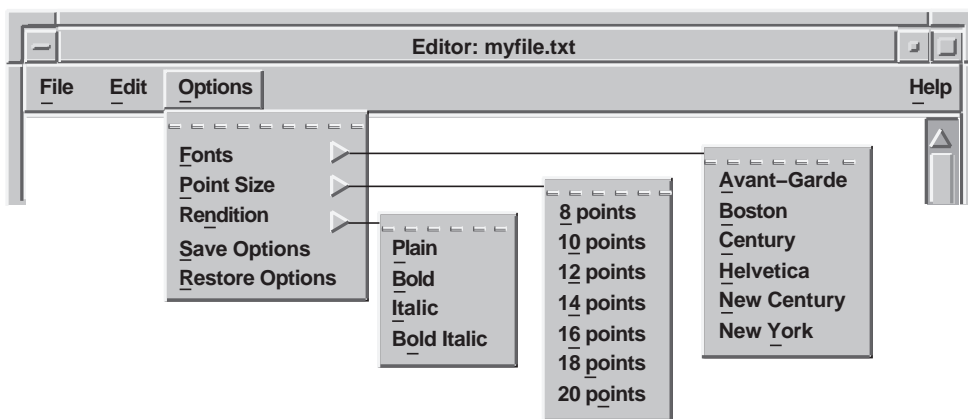 Editor: myfile.txt
File Edit Options Help
Fonts
Point Size
Rendition
Save Options
Restore Options
Plain
Bold
Italic
Bold Italic
8 points
10 points
12 points
14 points
16 points
18 points
20 points
Avant–Garde
Boston
Century
Helvetica
New Century
New York